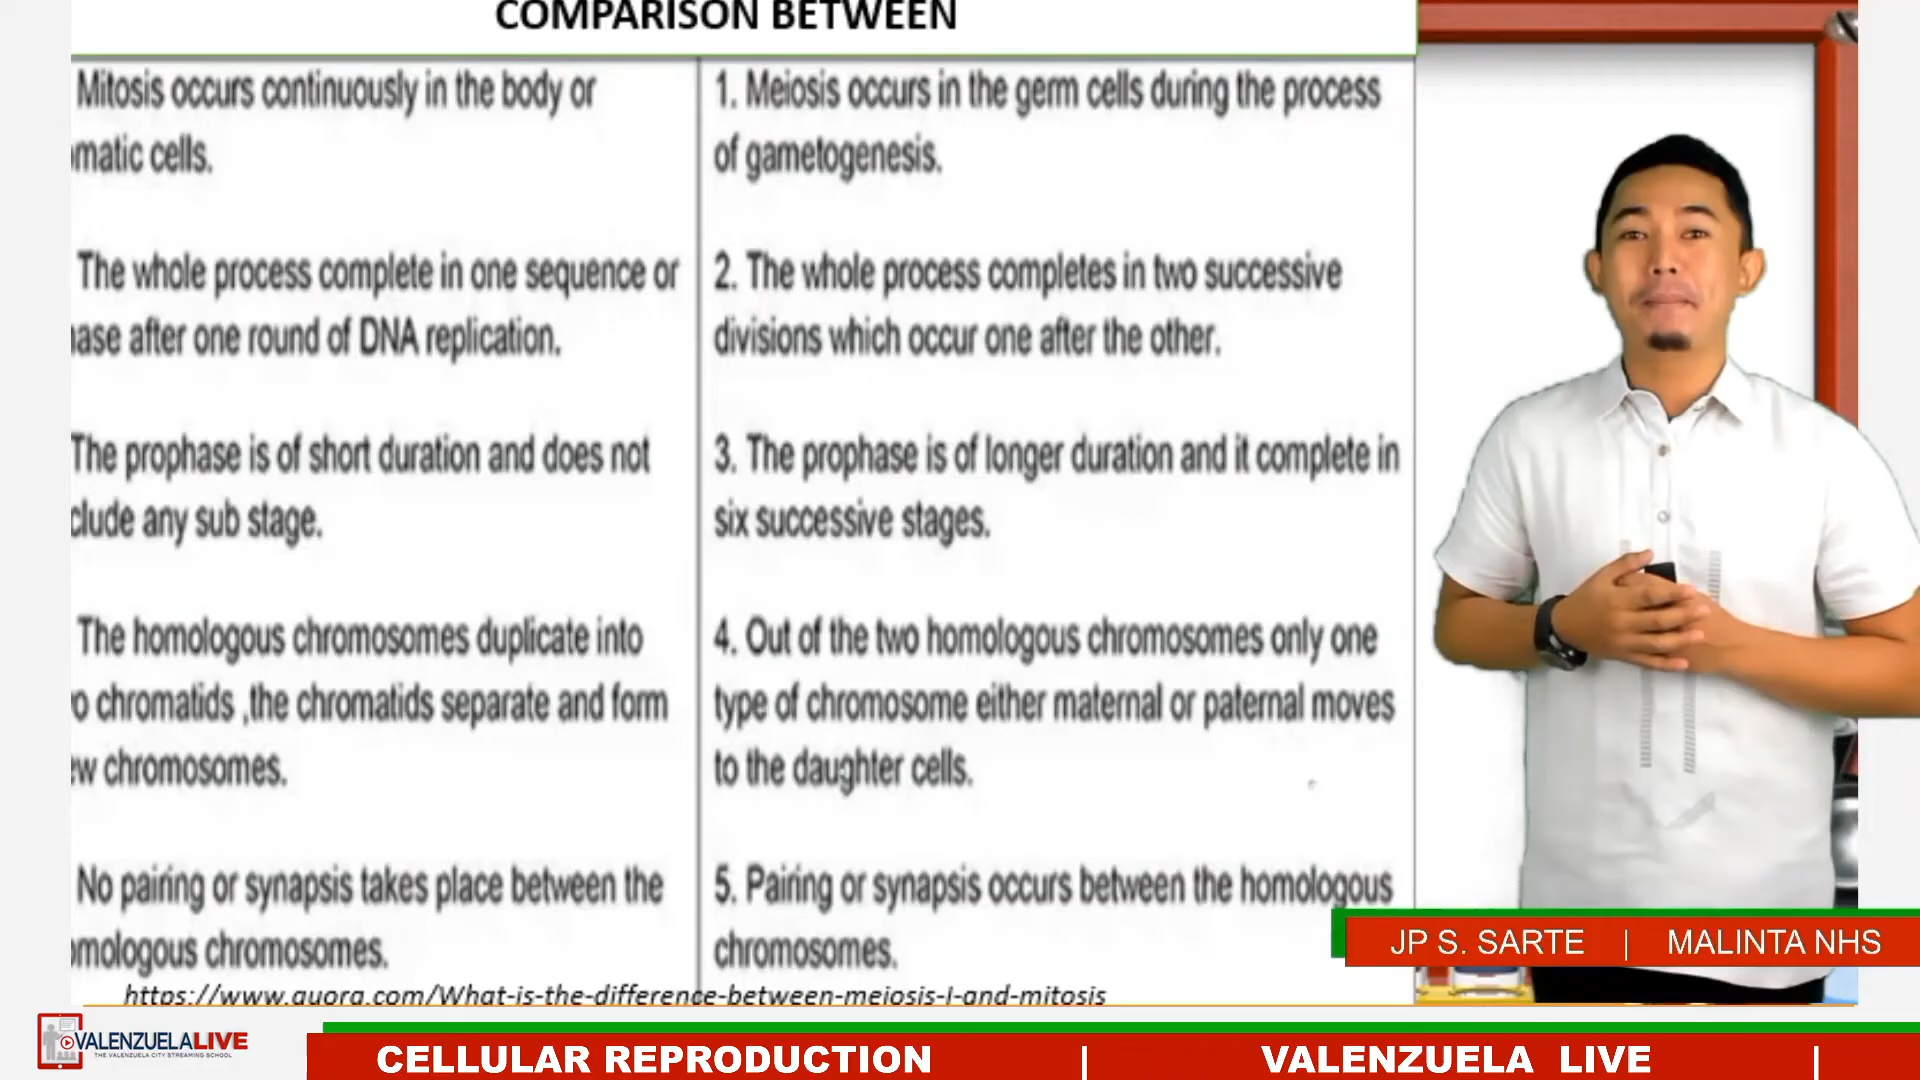 COMPARISON BETWEEN
Mitosis occurs continuously in the body or
matic cells.
The whole process complete in one sequence or
ase after one round of DNA replication.
The prophase is of short duration and does not
clude any sub stage.
The homologous chromosomes duplicate into
o chromatids ,the chromatids separate and form
ew chromosomes.
No pairing or synapsis takes place between the
mologous chromosomes.
1. Meiosis occurs in the germ cells during the process
of gametogenesis.
2. The whole process completes in two successive
divisions which occur one after the other.
3. The prophase is of longer duration and it complete in
six successive stages.
4. Out of the two homologous chromosomes only one
type of chromosome either maternal or paternal moves
to the daughter cells.
5. Pairing or synapsis occurs between the homologous
chromosomes.
https://www.quora.com/What-is-the-difference-between-meiosis-I-and-mitosis
JP S. SARTE | MALINTA NHS
VALENZUELALIVE
THE VALENZUELA CITY STREAMING SCHOOL
CELLULAR REPRODUCTION | VALENZUELA LIVE |